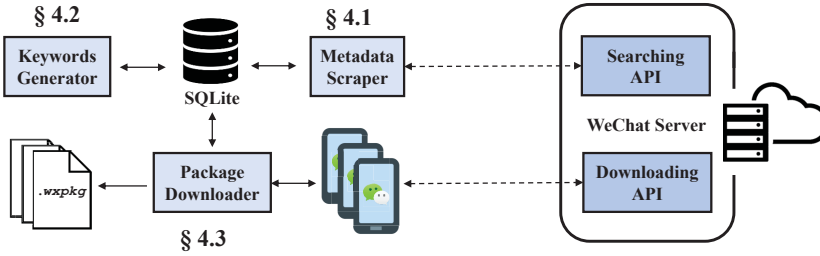 § 4.2
§ 4.1
Keywords
Generator
SQLite
Metadata
Scraper
Searching
API
WeChat Server
.wxpkg
Package
Downloader
Downloading
API
§ 4.3